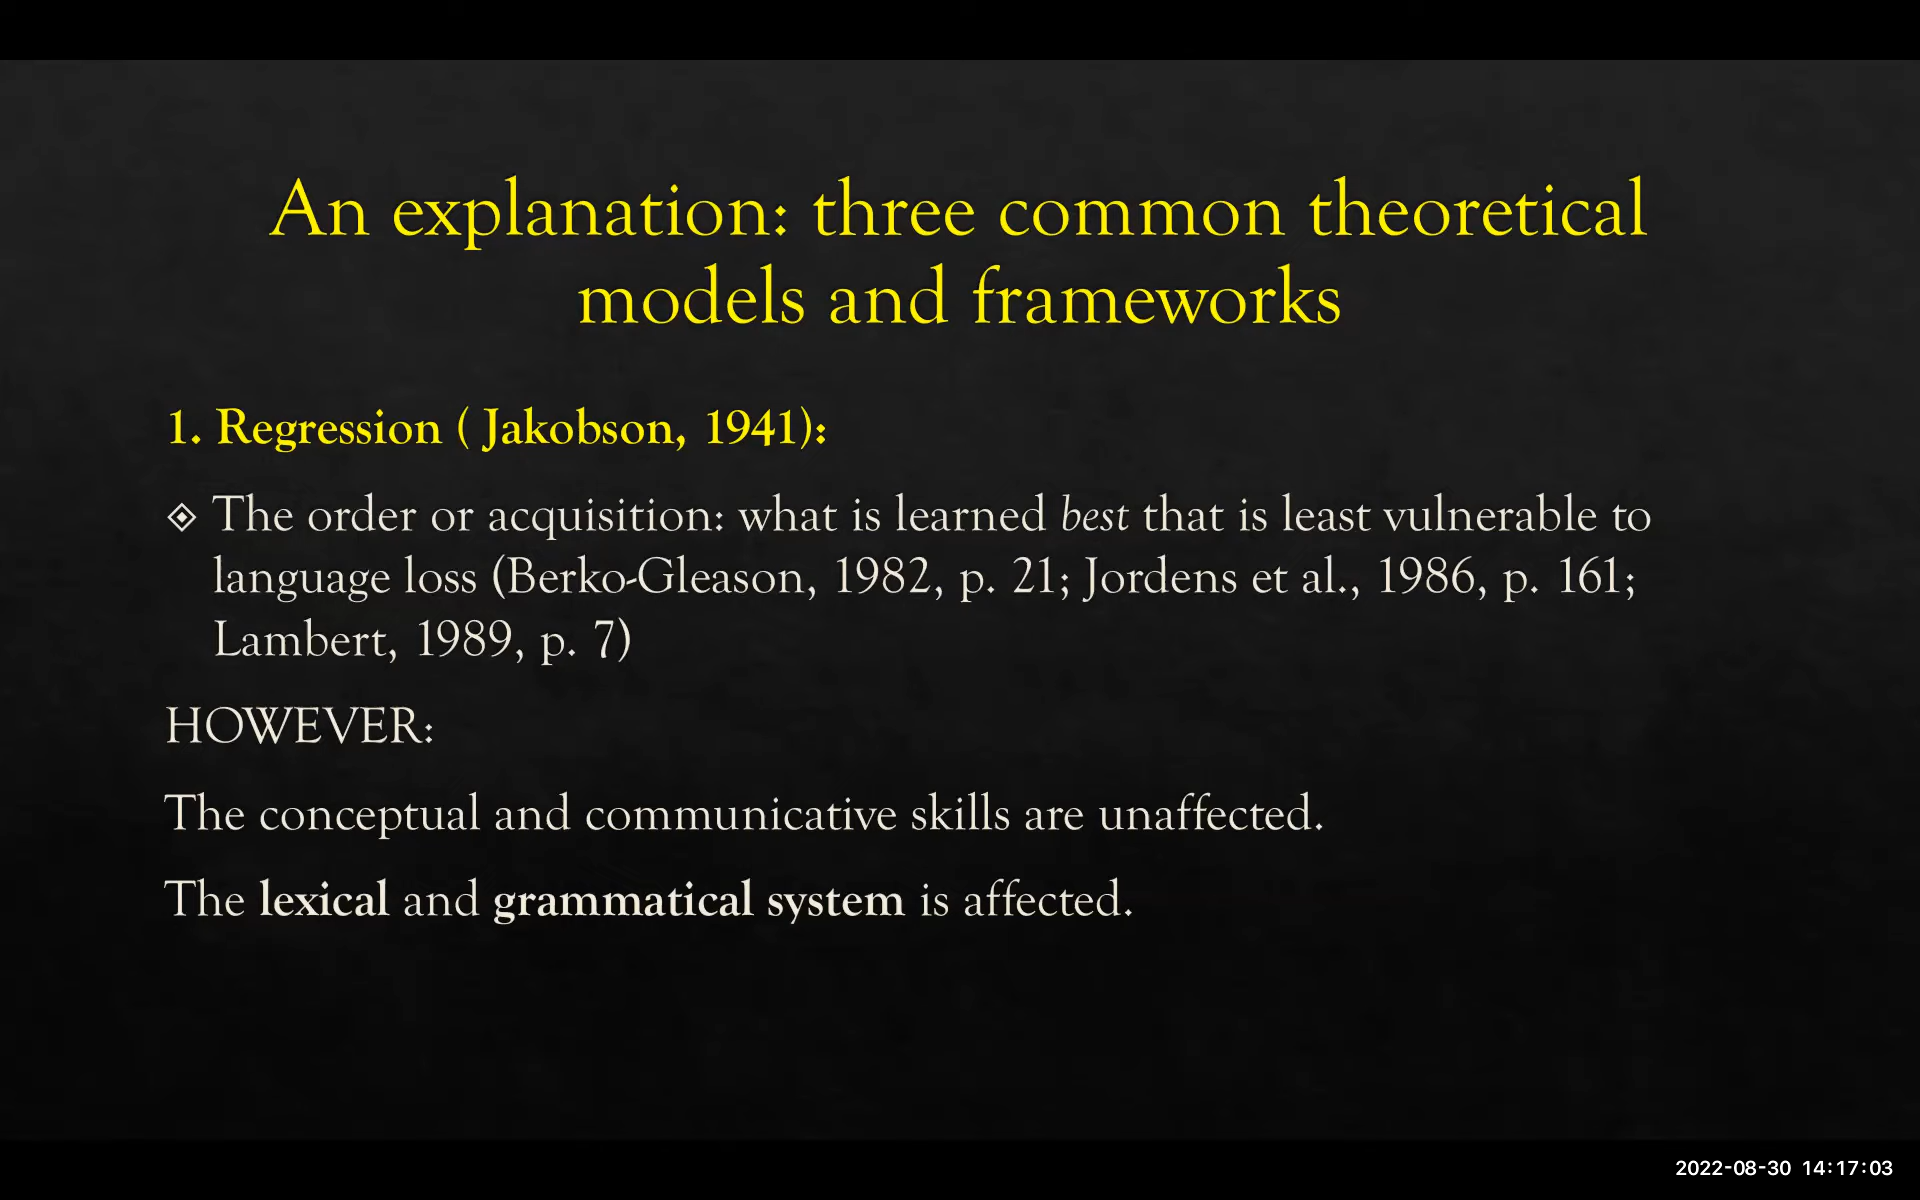 An explanation: three common theoretical
models and frameworks
1. Regression ( Jakobson, 1941):
The order or acquisition: what is learned best that is least vulnerable to
language loss (Berko-Gleason, 1982, p. 21; Jordens et al., 1986, p. 161;
Lambert, 1989, p. 7)
HOWEVER:
The conceptual and communicative skills are unaffected.
The lexical and grammatical system is affected.
2022-08-30 14:17:03